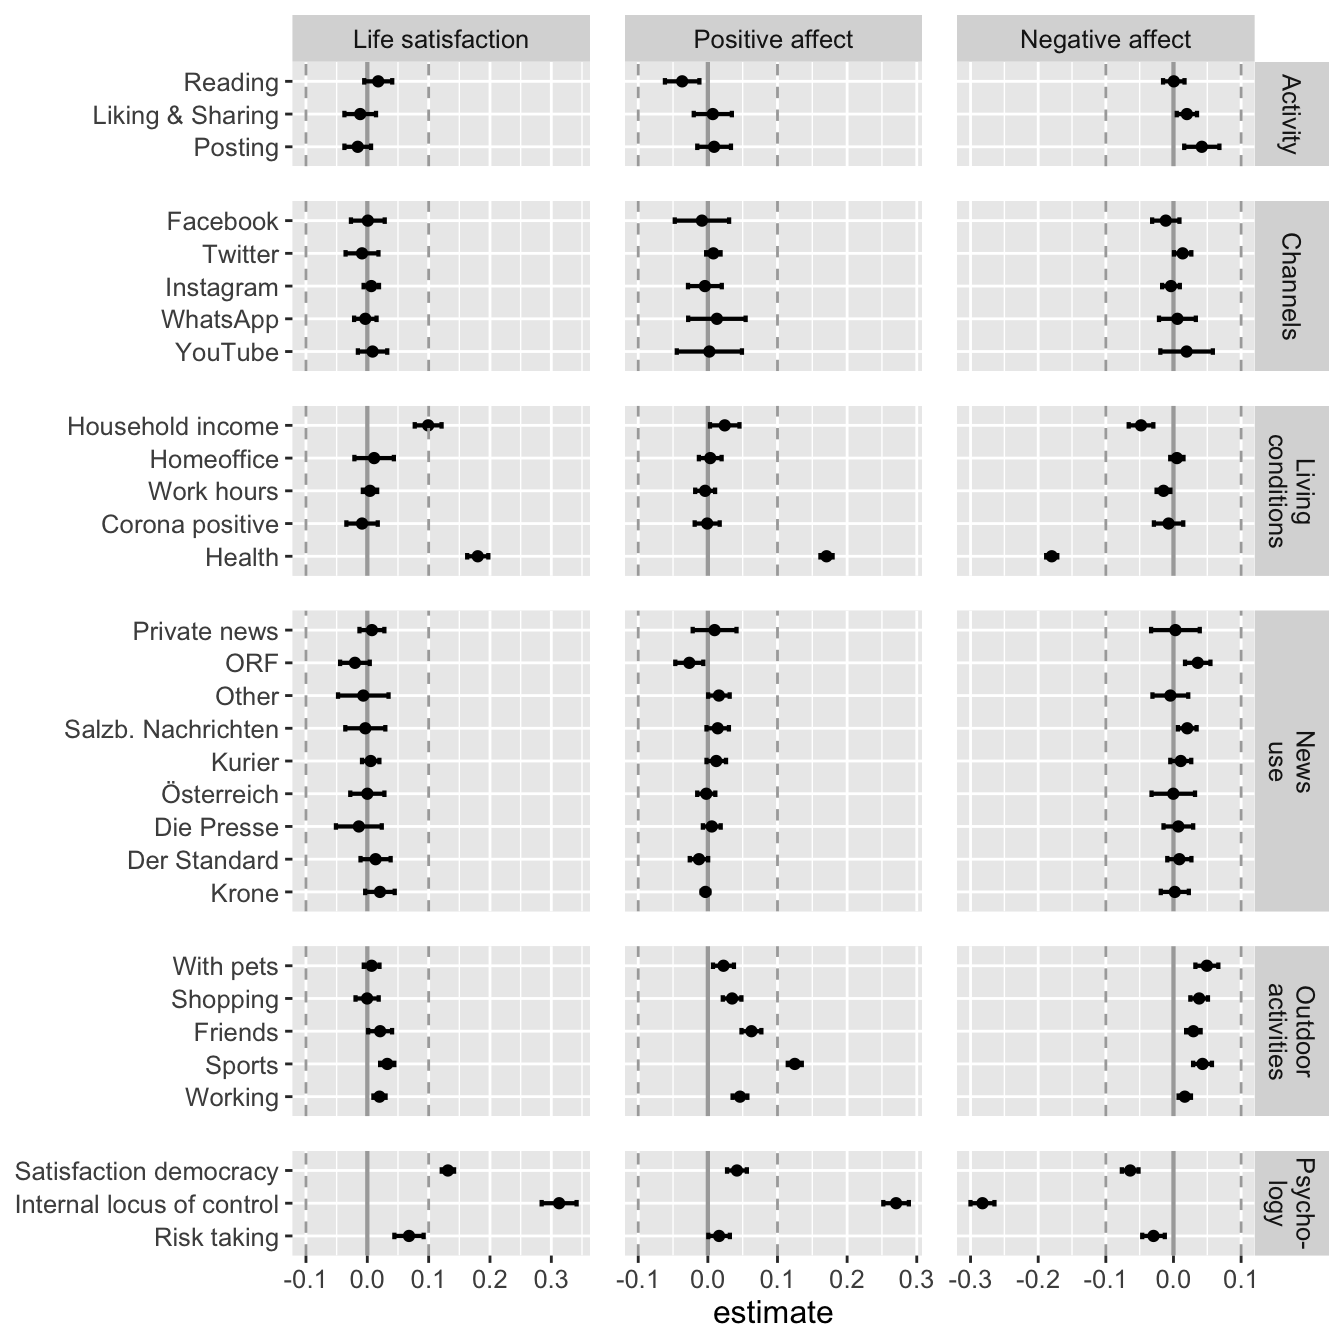 Life satisfaction Positive affect Negative affect
Reading
Liking & Sharing
Posting
Activity
Facebook
Twitter
Instagram
WhatsApp
YouTube
Channels
Household income
Homeoffice
Work hours
Corona positive
Health
Living
conditions
Private news
ORF
Other
Salzb. Nachrichten
Kurier
Österreich
Die Presse
Der Standard
Krone
News
use
With pets
Shopping
Friends
Sports
Working
Outdoor
activities
Satisfaction democracy
Internal locus of control
Risk taking
Psycho-
logy
-0.1 0.0 0.1 0.2 0.3 -0.1 0.0 0.1 0.2 0.3 -0.3 -0.2 -0.1 0.0 0.1
estimate